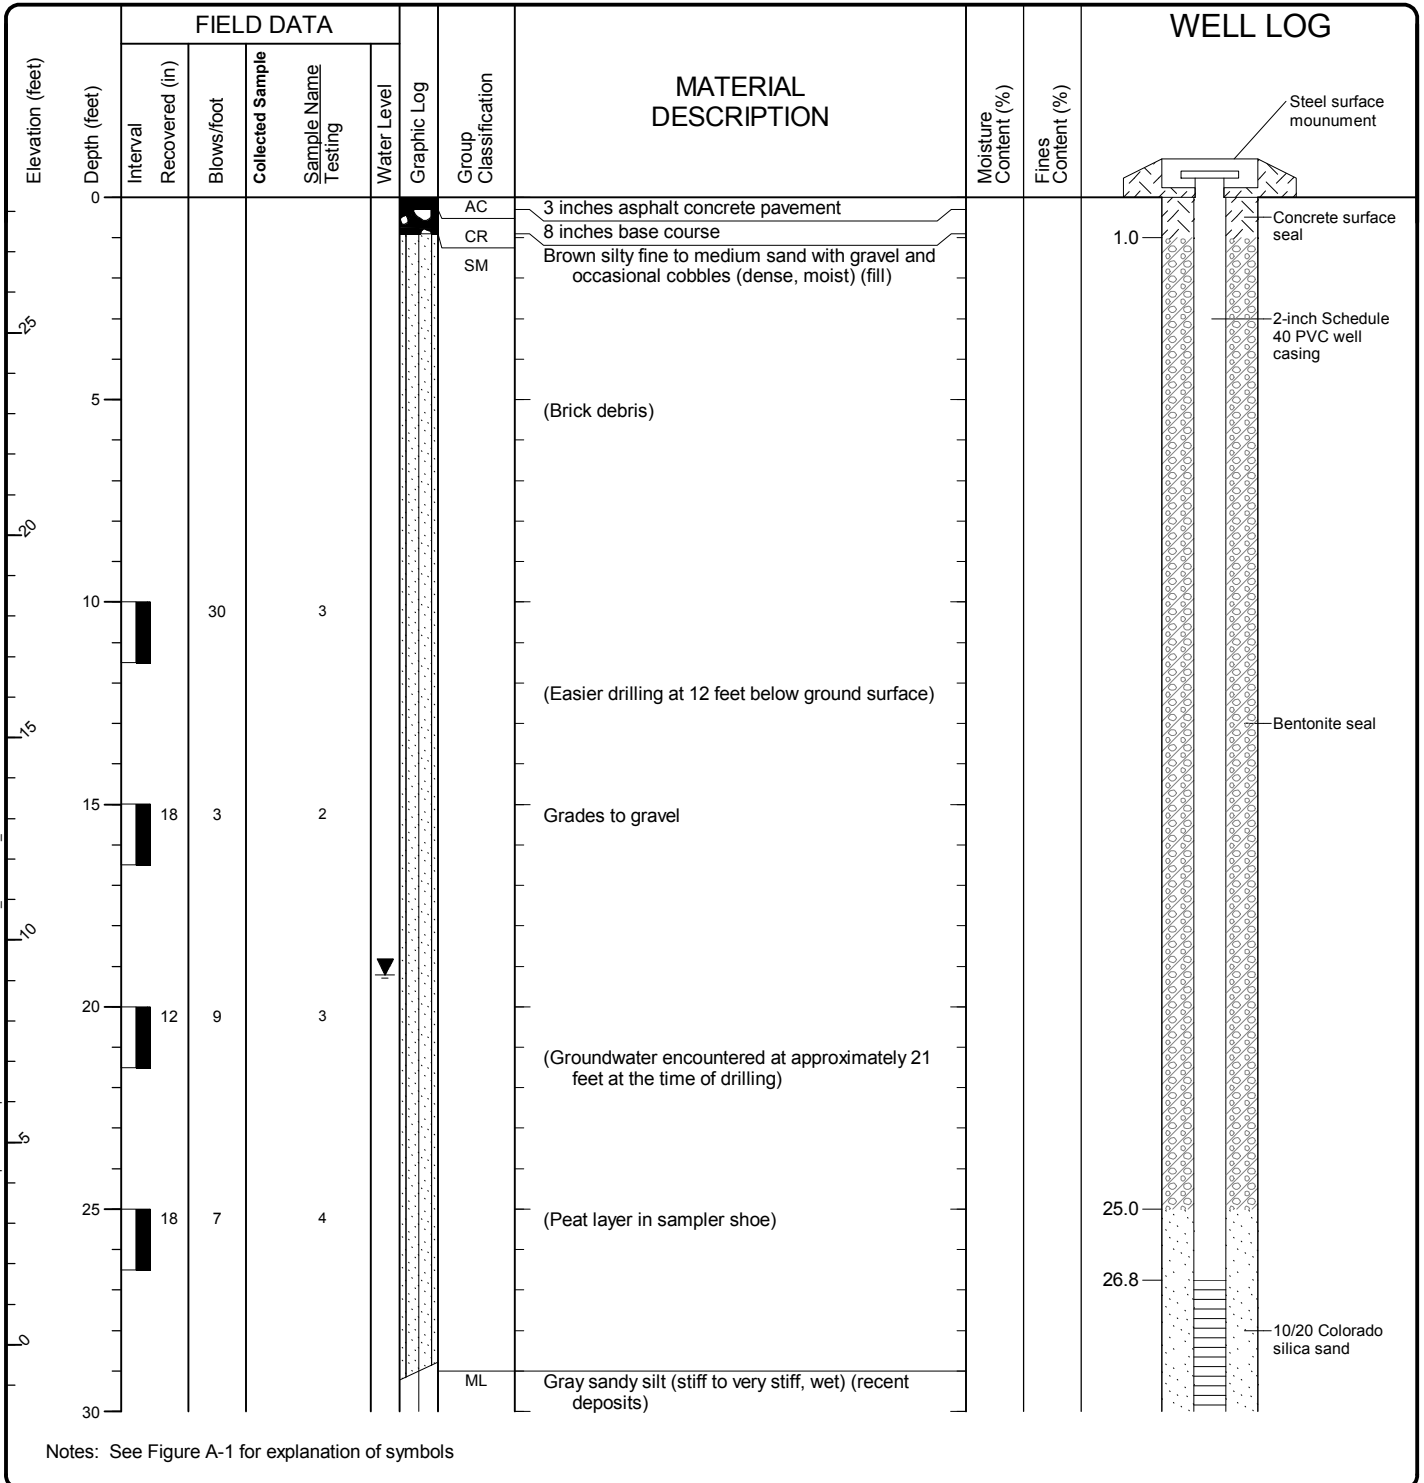 FIELD DATA
WELL LOG
Elevation (feet)
Depth (feet)
Interval
Recovered (in)
Blows/foot
Collected Sample
Sample Name
Testing
Water Level
Graphic Log
Group
Classification
MATERIAL
DESCRIPTION
Moisture
Content (%)
Fines
Content (%)
Steel surface
mounument
0
AC
3 inches asphalt concrete pavement
CR
8 inches base course
SM
Brown silty fine to medium sand with gravel and
occasional cobbles (dense, moist) (fill)
Concrete surface
seal
1.0
25
2-inch Schedule
40 PVC well
casing
5
(Brick debris)
20
10
30
3
(Easier drilling at 12 feet below ground surface)
15
Bentonite seal
15
18
3
2
Grades to gravel
10
20
12
9
3
(Groundwater encountered at approximately 21
feet at the time of drilling)
5
25
18
7
4
(Peat layer in sampler shoe)
25.0
26.8
0
10/20 Colorado
silica sand
ML
Gray sandy silt (stiff to very stiff, wet) (recent
deposits)
30
Notes: See Figure A-1 for explanation of symbols